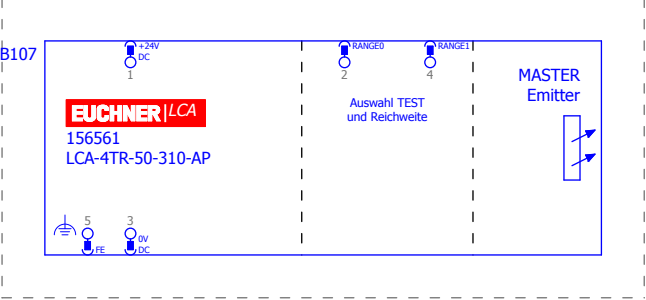 B107
+24V
DC
1
RANGE0
2
RANGE1
4
MASTER
Emitter
Auswahl TEST
und Reichweite
EUCHNER LCA
156561
LCA-4TR-50-310-AP
5
FE
3
0V
DC